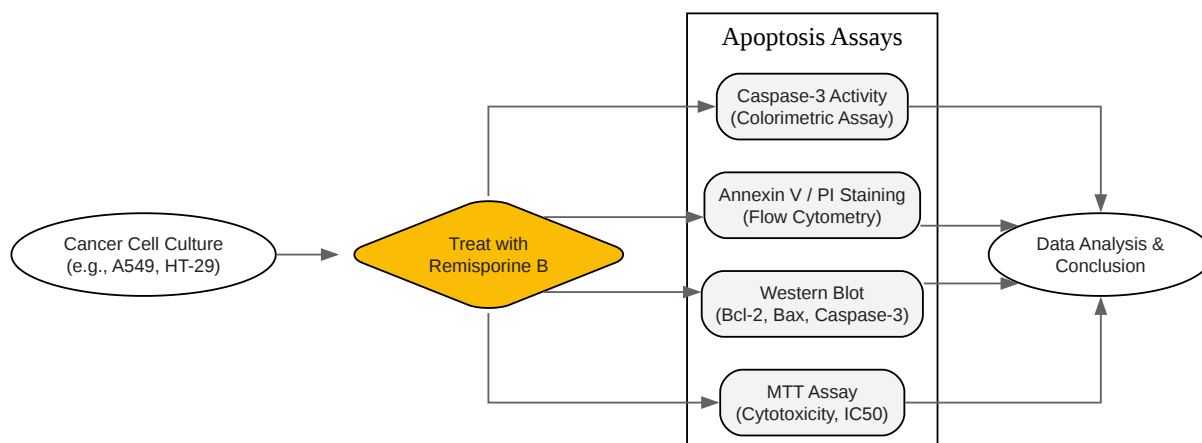 Apoptosis Assays
Caspase-3 Activity
(Colorimetric Assay)
Annexin V / PI Staining
(Flow Cytometry)
Cancer Cell Culture
(e.g., A549, HT-29)
Treat with
Remisporine B
Data Analysis &
Conclusion
Western Blot
(Bcl-2, Bax, Caspase-3)
MTT Assay
(Cytotoxicity, IC50)